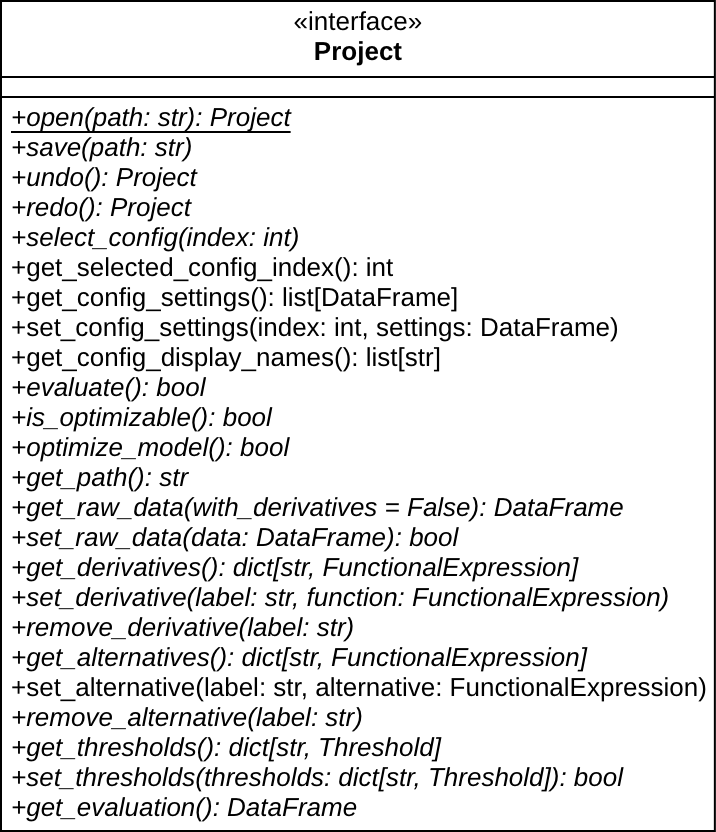 «interface»
Project
+open(path: str): Project
+save(path: str)
+undo(): Project
+redo(): Project
+select_config(index: int)
+get_selected_config_index(): int
+get_config_settings(): list[DataFrame]
+set_config_settings(index: int, settings: DataFrame)
+get_config_display_names(): list[str]
+evaluate(): bool
+is_optimizable(): bool
+optimize_model(): bool
+get_path(): str
+get_raw_data(with_derivatives = False): DataFrame
+set_raw_data(data: DataFrame): bool
+get_derivatives(): dict[str, FunctionalExpression]
+set_derivative(label: str, function: FunctionalExpression)
+remove_derivative(label: str)
+get_alternatives(): dict[str, FunctionalExpression]
+set_alternative(label: str, alternative: FunctionalExpression)
+remove_alternative(label: str)
+get_thresholds(): dict[str, Threshold]
+set_thresholds(thresholds: dict[str, Threshold]): bool
+get_evaluation(): DataFrame